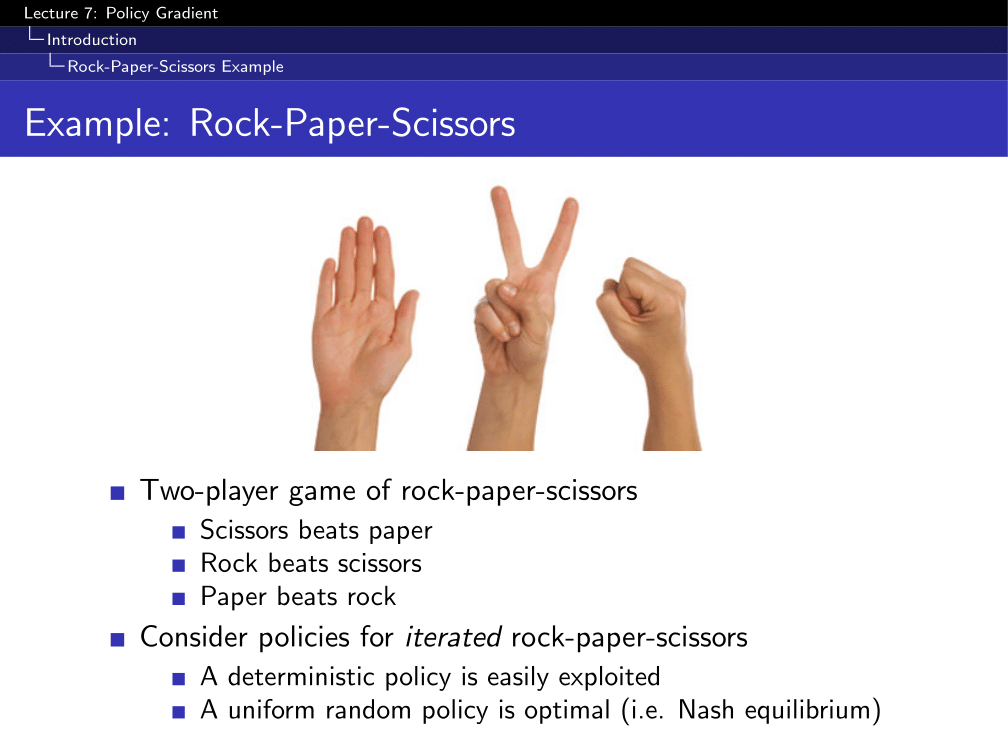 Lecture 7: Policy Gradient
Introduction
Rock-Paper-Scissors Example
Example: Rock-Paper-Scissors
Two-player game of rock-paper-scissors
Scissors beats paper
Rock beats scissors
Paper beats rock
Consider policies for iterated rock-paper-scissors
A deterministic policy is easily exploited
A uniform random policy is optimal (i.e. Nash equilibrium)